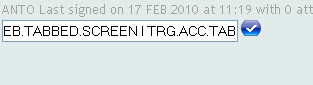 ANTO Last signed on 17 FEB 2010 at 11:19 with 0 att
EB.TABBED.SCREEN I TRG.ACC.TAB